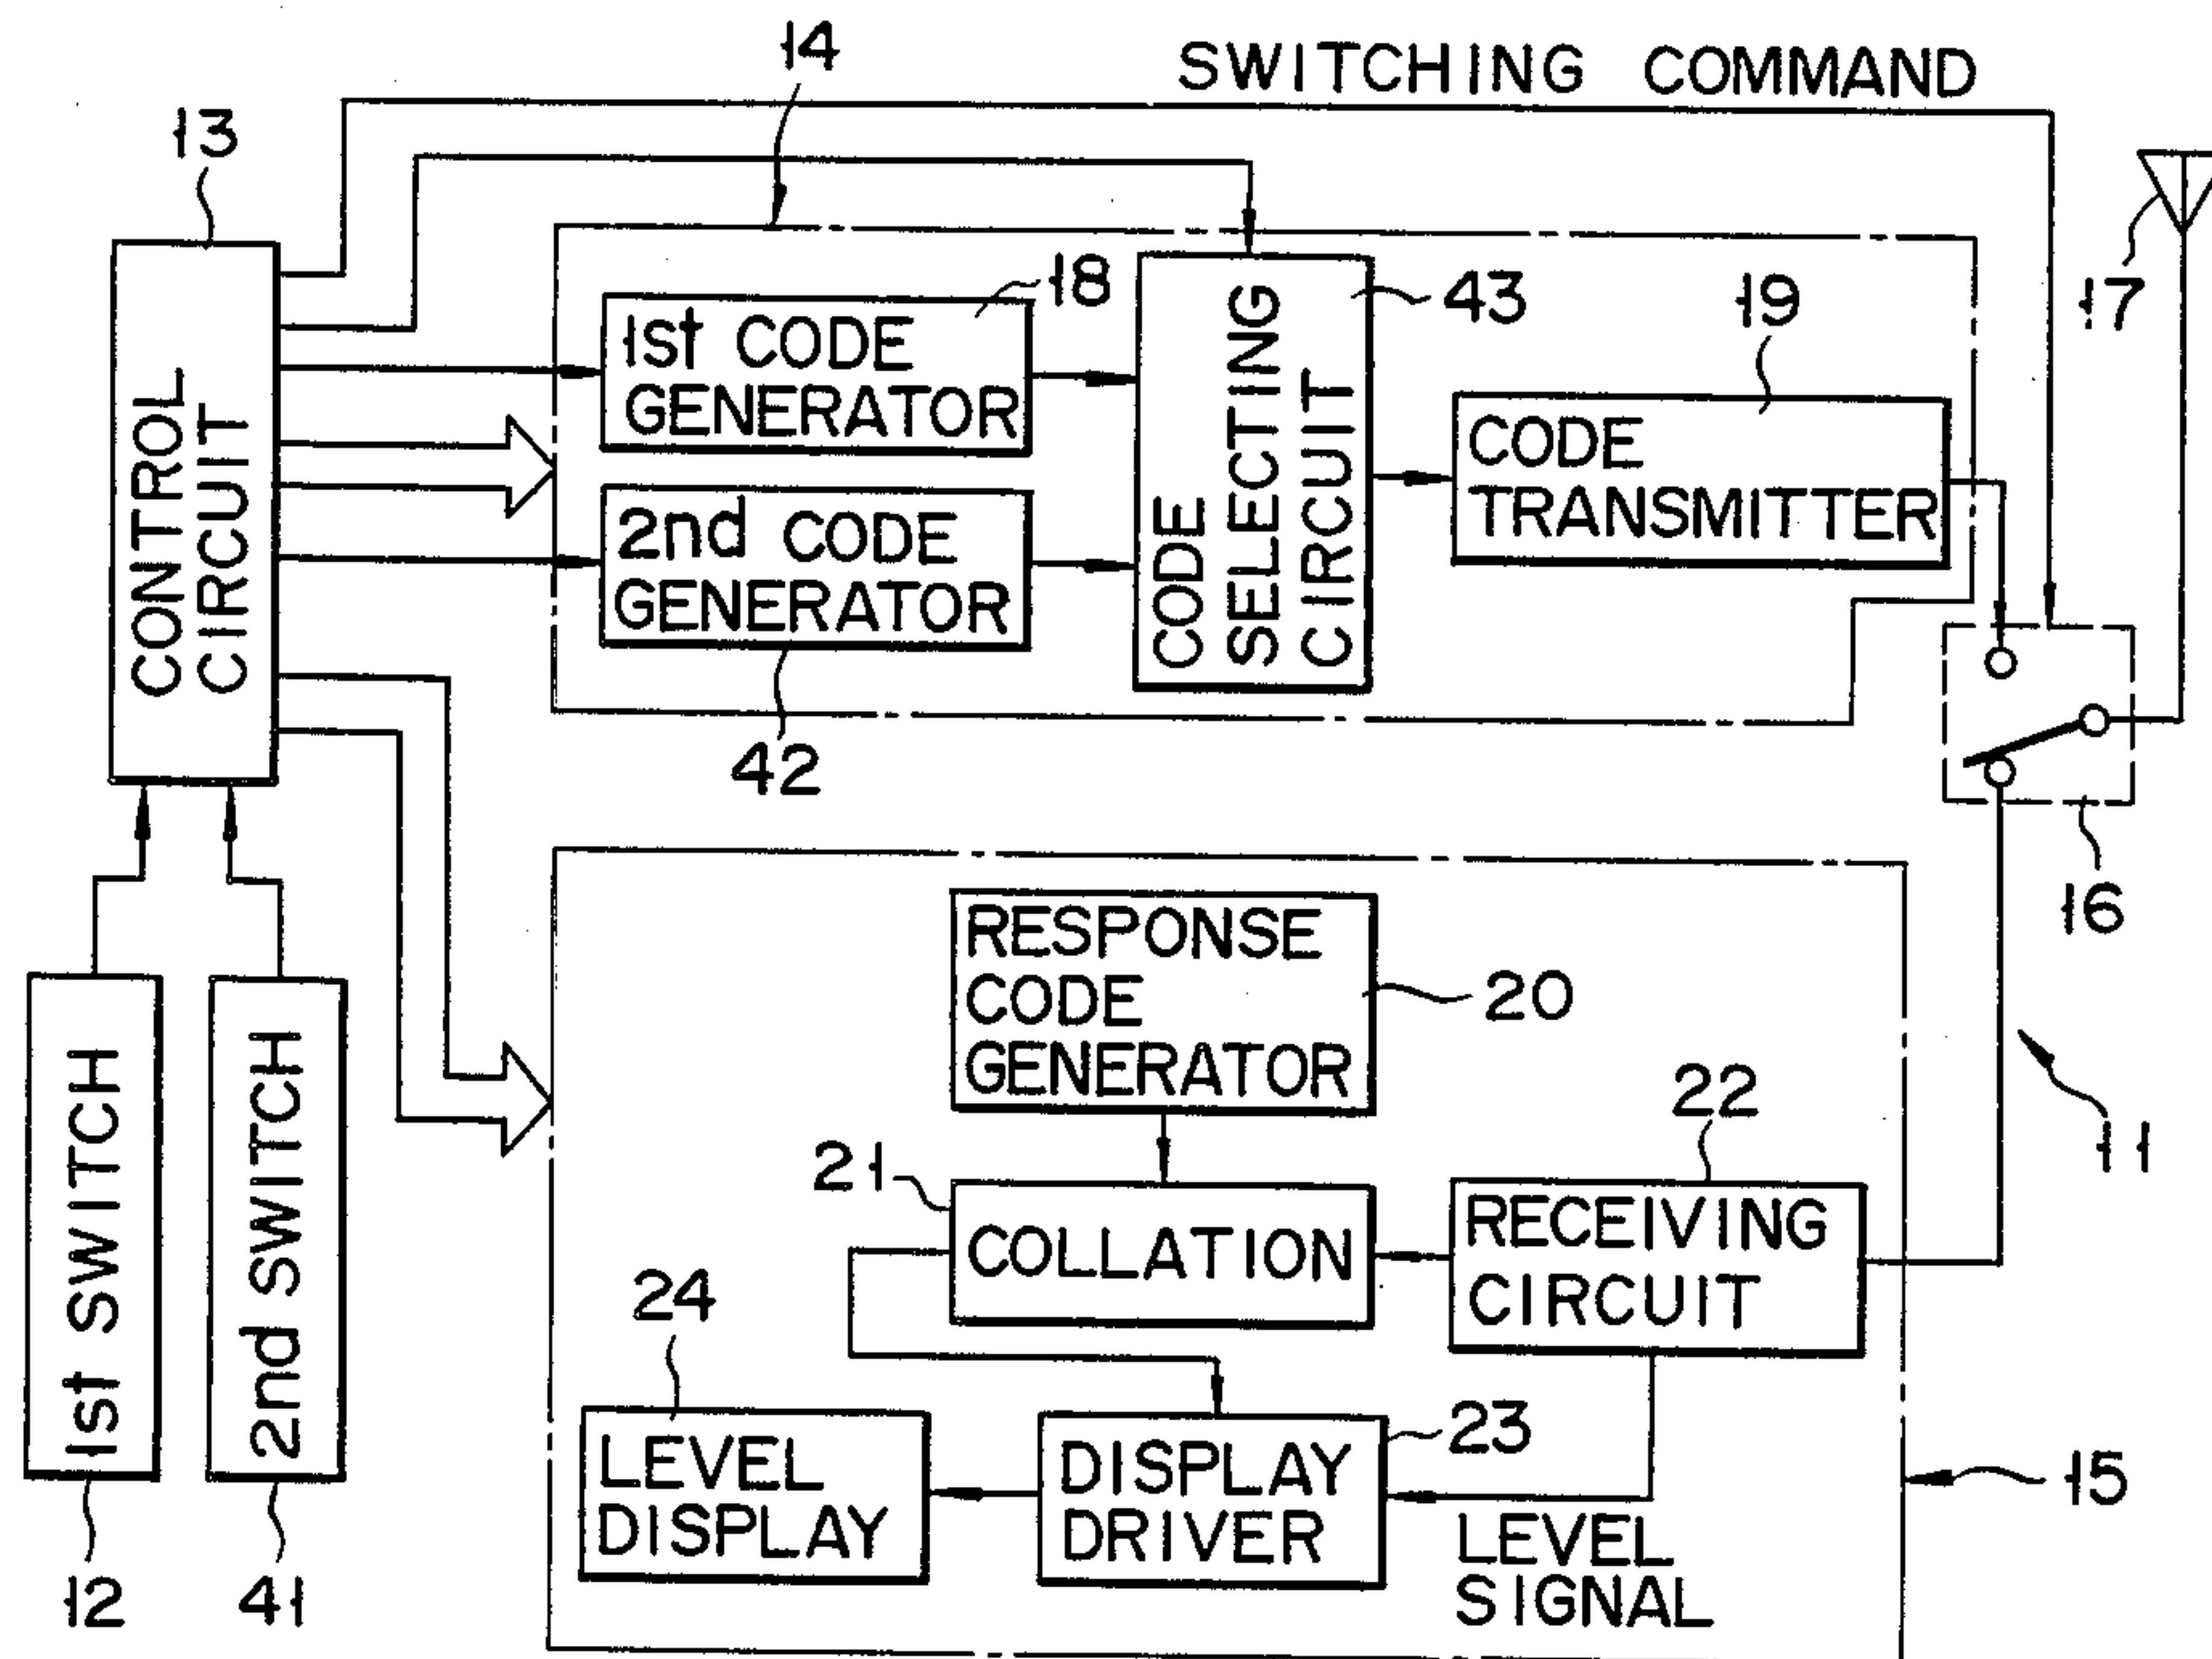 14
SWITCHING COMMAND
13
17
18
43
19
1st CODE
GENERATOR
CODE
SELECTING
CIRCUIT
CODE
TRANSMITTER
CONTROL
CIRCUIT
2nd CODE
GENERATOR
42
16
RESPONSE
CODE
GENERATOR
20
11
22
21
COLLATION
RECEIVING
CIRCUIT
1st SWITCH
2nd SWITCH
24
23
LEVEL
DISPLAY
DISPLAY
DRIVER
LEVEL
SIGNAL
15
12
41